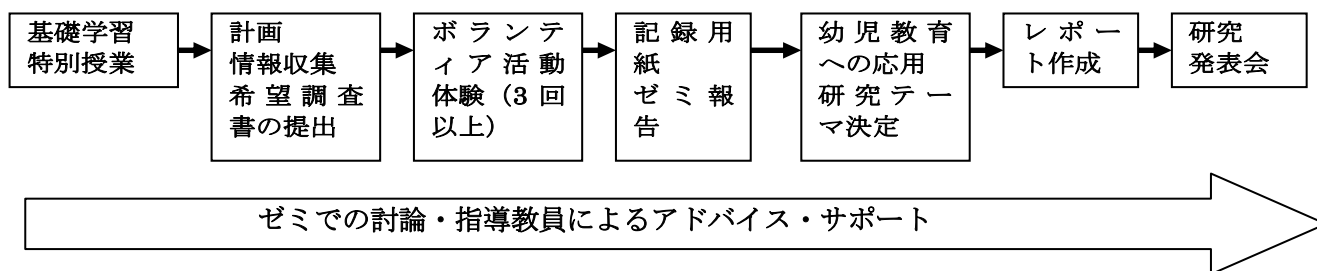 基礎学習
特別授業
計画
情報収集
希望調査
書の提出
ボランテ
ィア活動
体験（3 回
以上）
記録用
紙
ゼミ報
告
幼児教育
への応用
研究テー
マ決定
レポー
ト作成
研究
発表会
ゼミでの討論・指導教員によるアドバイス・サポート